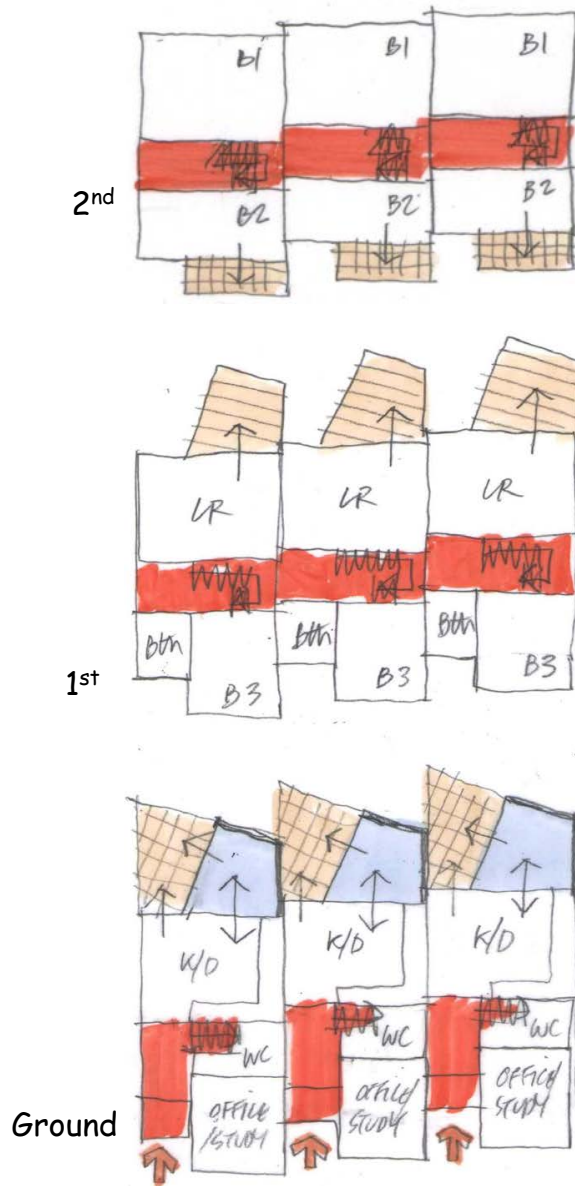 B1
B1
B1
2nd
B2
B2
B2
LR
LR
LR
Bth
Bth
Bth
1st
B3
B3
B3
K/D
K/D
K/D
WC
WC
WC
OFFICE
/STUDY
OFFICE/
STUDY
OFFICE/
STUDY
Ground